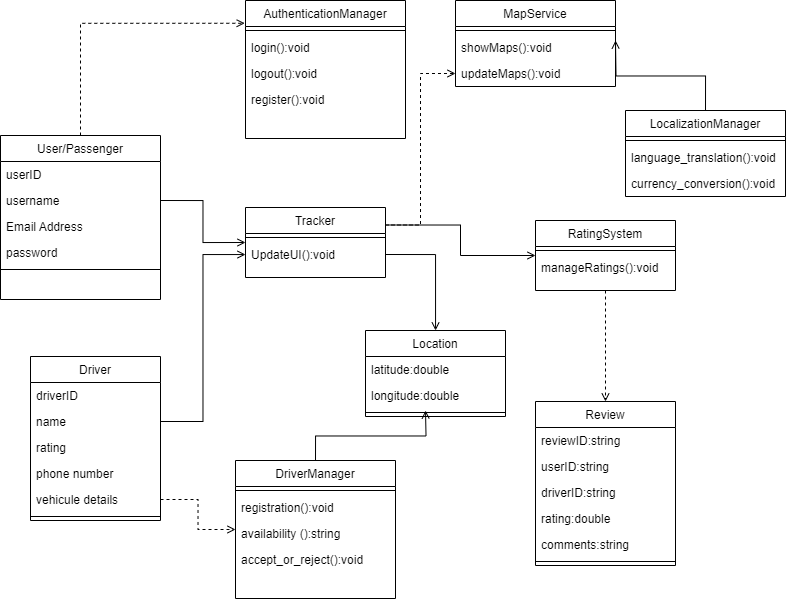 AuthenticationManager
login():void
logout():void
register():void
MapService
showMaps():void
updateMaps():void
LocalizationManager
language_translation():void
currency_conversion():void
User/Passenger
userID
username
Email Address
password
Tracker
UpdateUI():void
RatingSystem
manageRatings():void
Location
latitude:double
longitude:double
Driver
driverID
name
rating
phone number
vehicule details
DriverManager
registration():void
availability ():string
accept_or_reject():void
Review
reviewID:string
userID:string
driverID:string
rating:double
comments:string